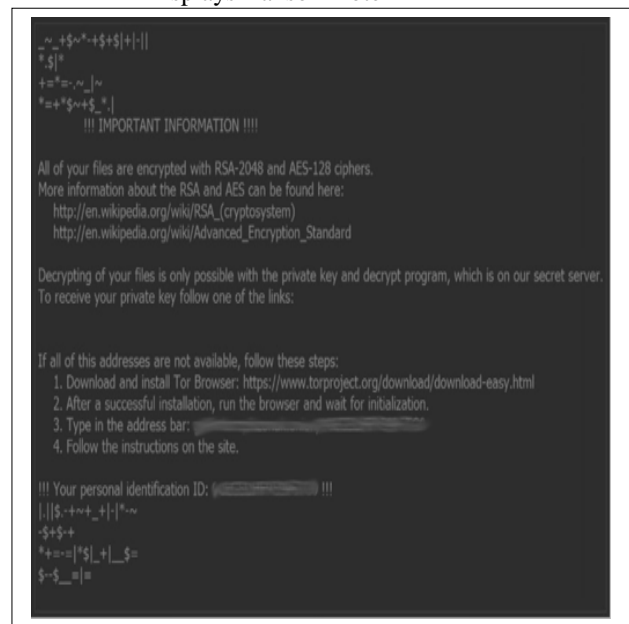 _~_+$~*-+$+$|+|-||
*.$|*
+=*=-.~_|~
*=+*$~+$_*.|
!!! IMPORTANT INFORMATION !!!!
All of your files are encrypted with RSA-2048 and AES-128 ciphers.
More information about the RSA and AES can be found here:
http://en.wikipedia.org/wiki/RSA_(cryptosystem)
http://en.wikipedia.org/wiki/Advanced_Encryption_Standard
Decrypting of your files is only possible with the private key and decrypt program, which is on our secret server.
To receive your private key follow one of the links:
If all of this addresses are not available, follow these steps:
1. Download and install Tor Browser: https://www.torproject.org/download/download-easy.html
2. After a successful installation, run the browser and wait for initialization.
3. Type in the address bar:
4. Follow the instructions on the site.
!!! Your personal identification ID: !!!
|.||$.-+~+_+|-|*-~
-$+$-+
*+=-=|*$|_+|__$=
$--$__=|=